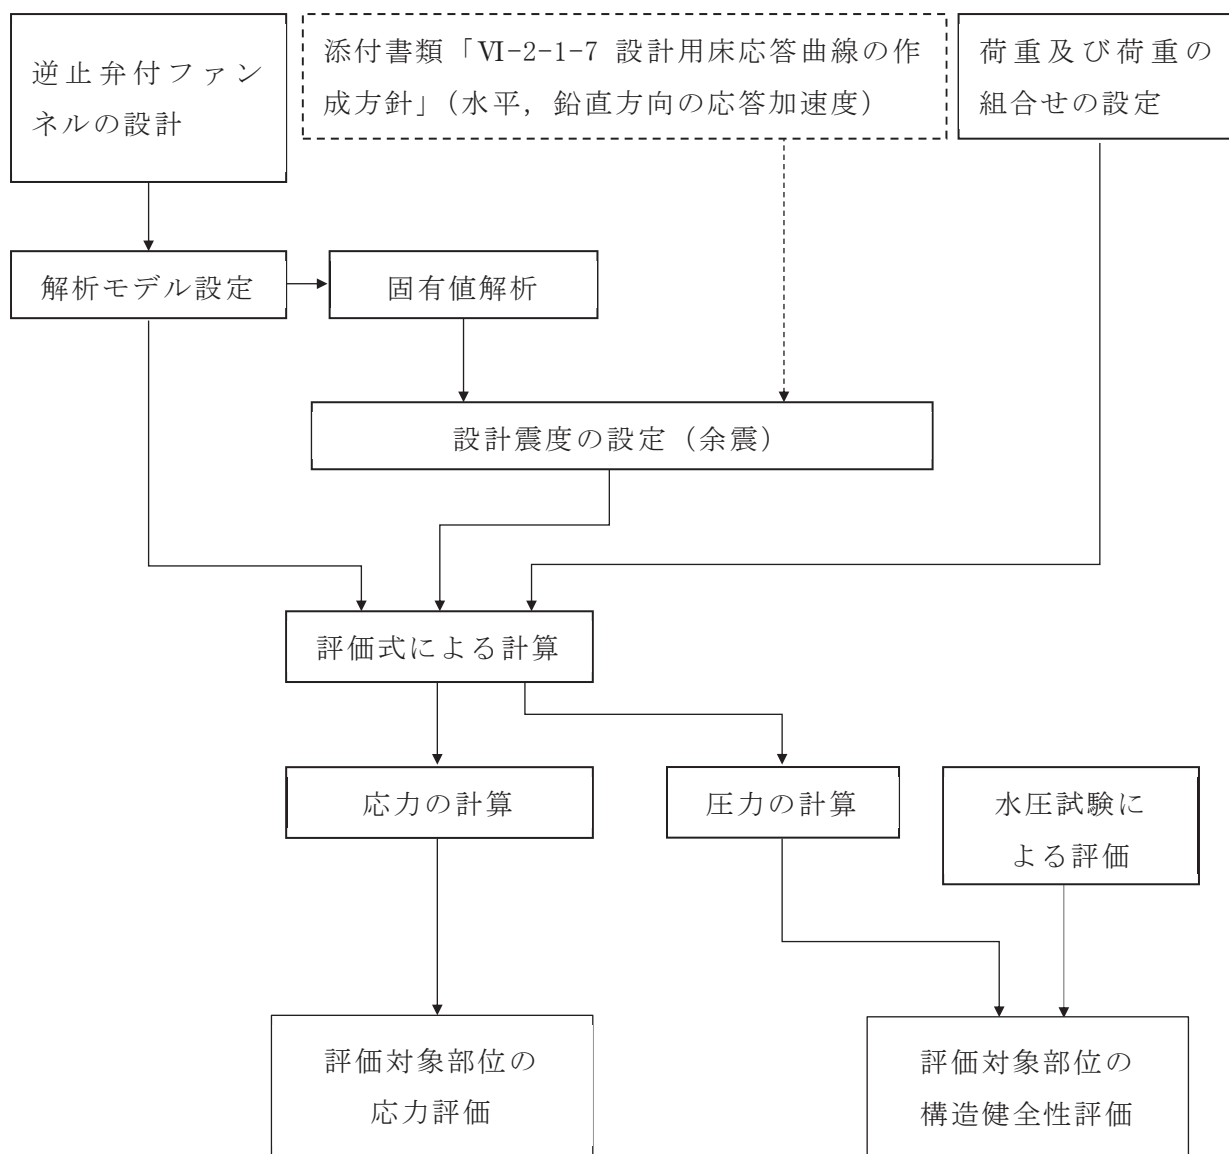 逆止弁付ファン
ネルの設計
添付書類「Ⅵ-2-1-7 設計用床応答曲線の作
成方針」（水平，鉛直方向の応答加速度）
荷重及び荷重の
組合せの設定
解析モデル設定
固有値解析
設計震度の設定（余震）
評価式による計算
応力の計算
圧力の計算
水圧試験に
よる評価
評価対象部位の
応力評価
評価対象部位の
構造健全性評価